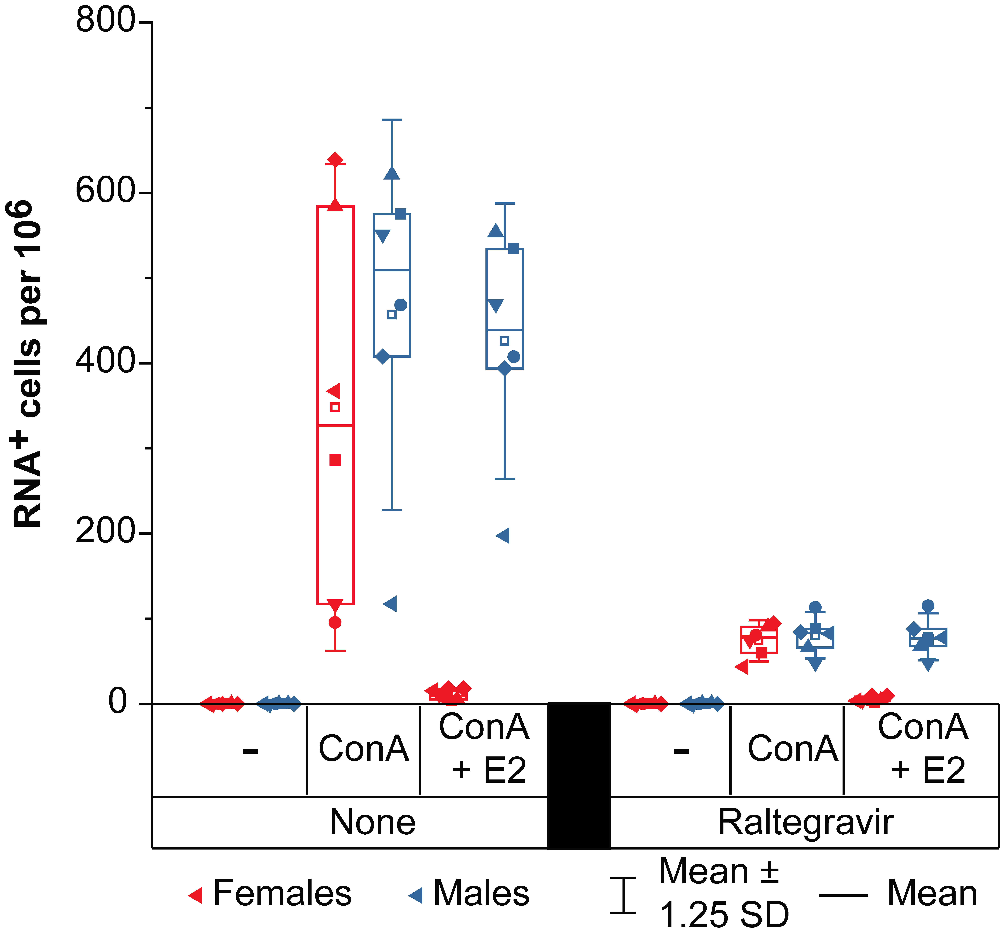 800
600
400
200
0
RNA⁺ cells per 10⁶
- ConA ConA
+ E2
- ConA ConA
+ E2
None Raltegravir
Females Males Mean ±
1.25 SD Mean